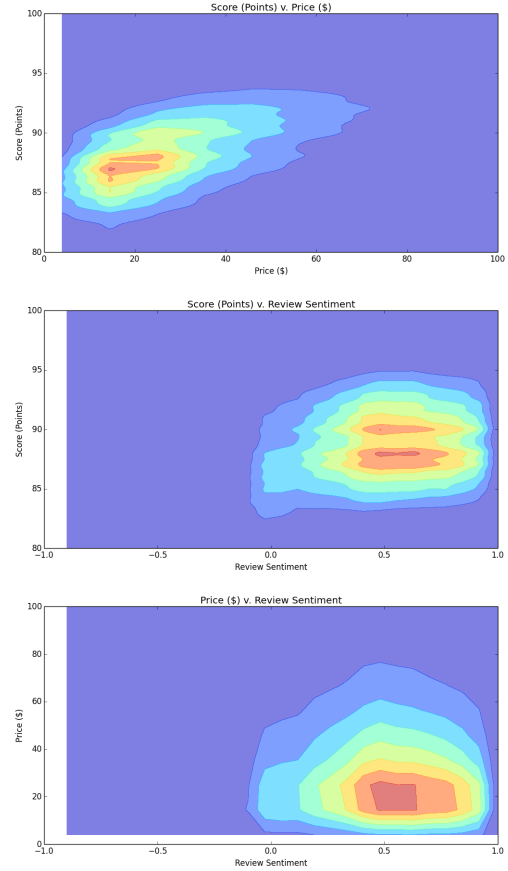 Score (Points) v. Price ($)
100
95
90
85
80
Score (Points)
0 20 40 60 80 100
Price ($)
Score (Points) v. Review Sentiment
100
95
90
85
80
Score (Points)
−1.0 −0.5 0.0 0.5 1.0
Review Sentiment
Price ($) v. Review Sentiment
100
80
60
40
20
0
Price ($)
−1.0 −0.5 0.0 0.5 1.0
Review Sentiment